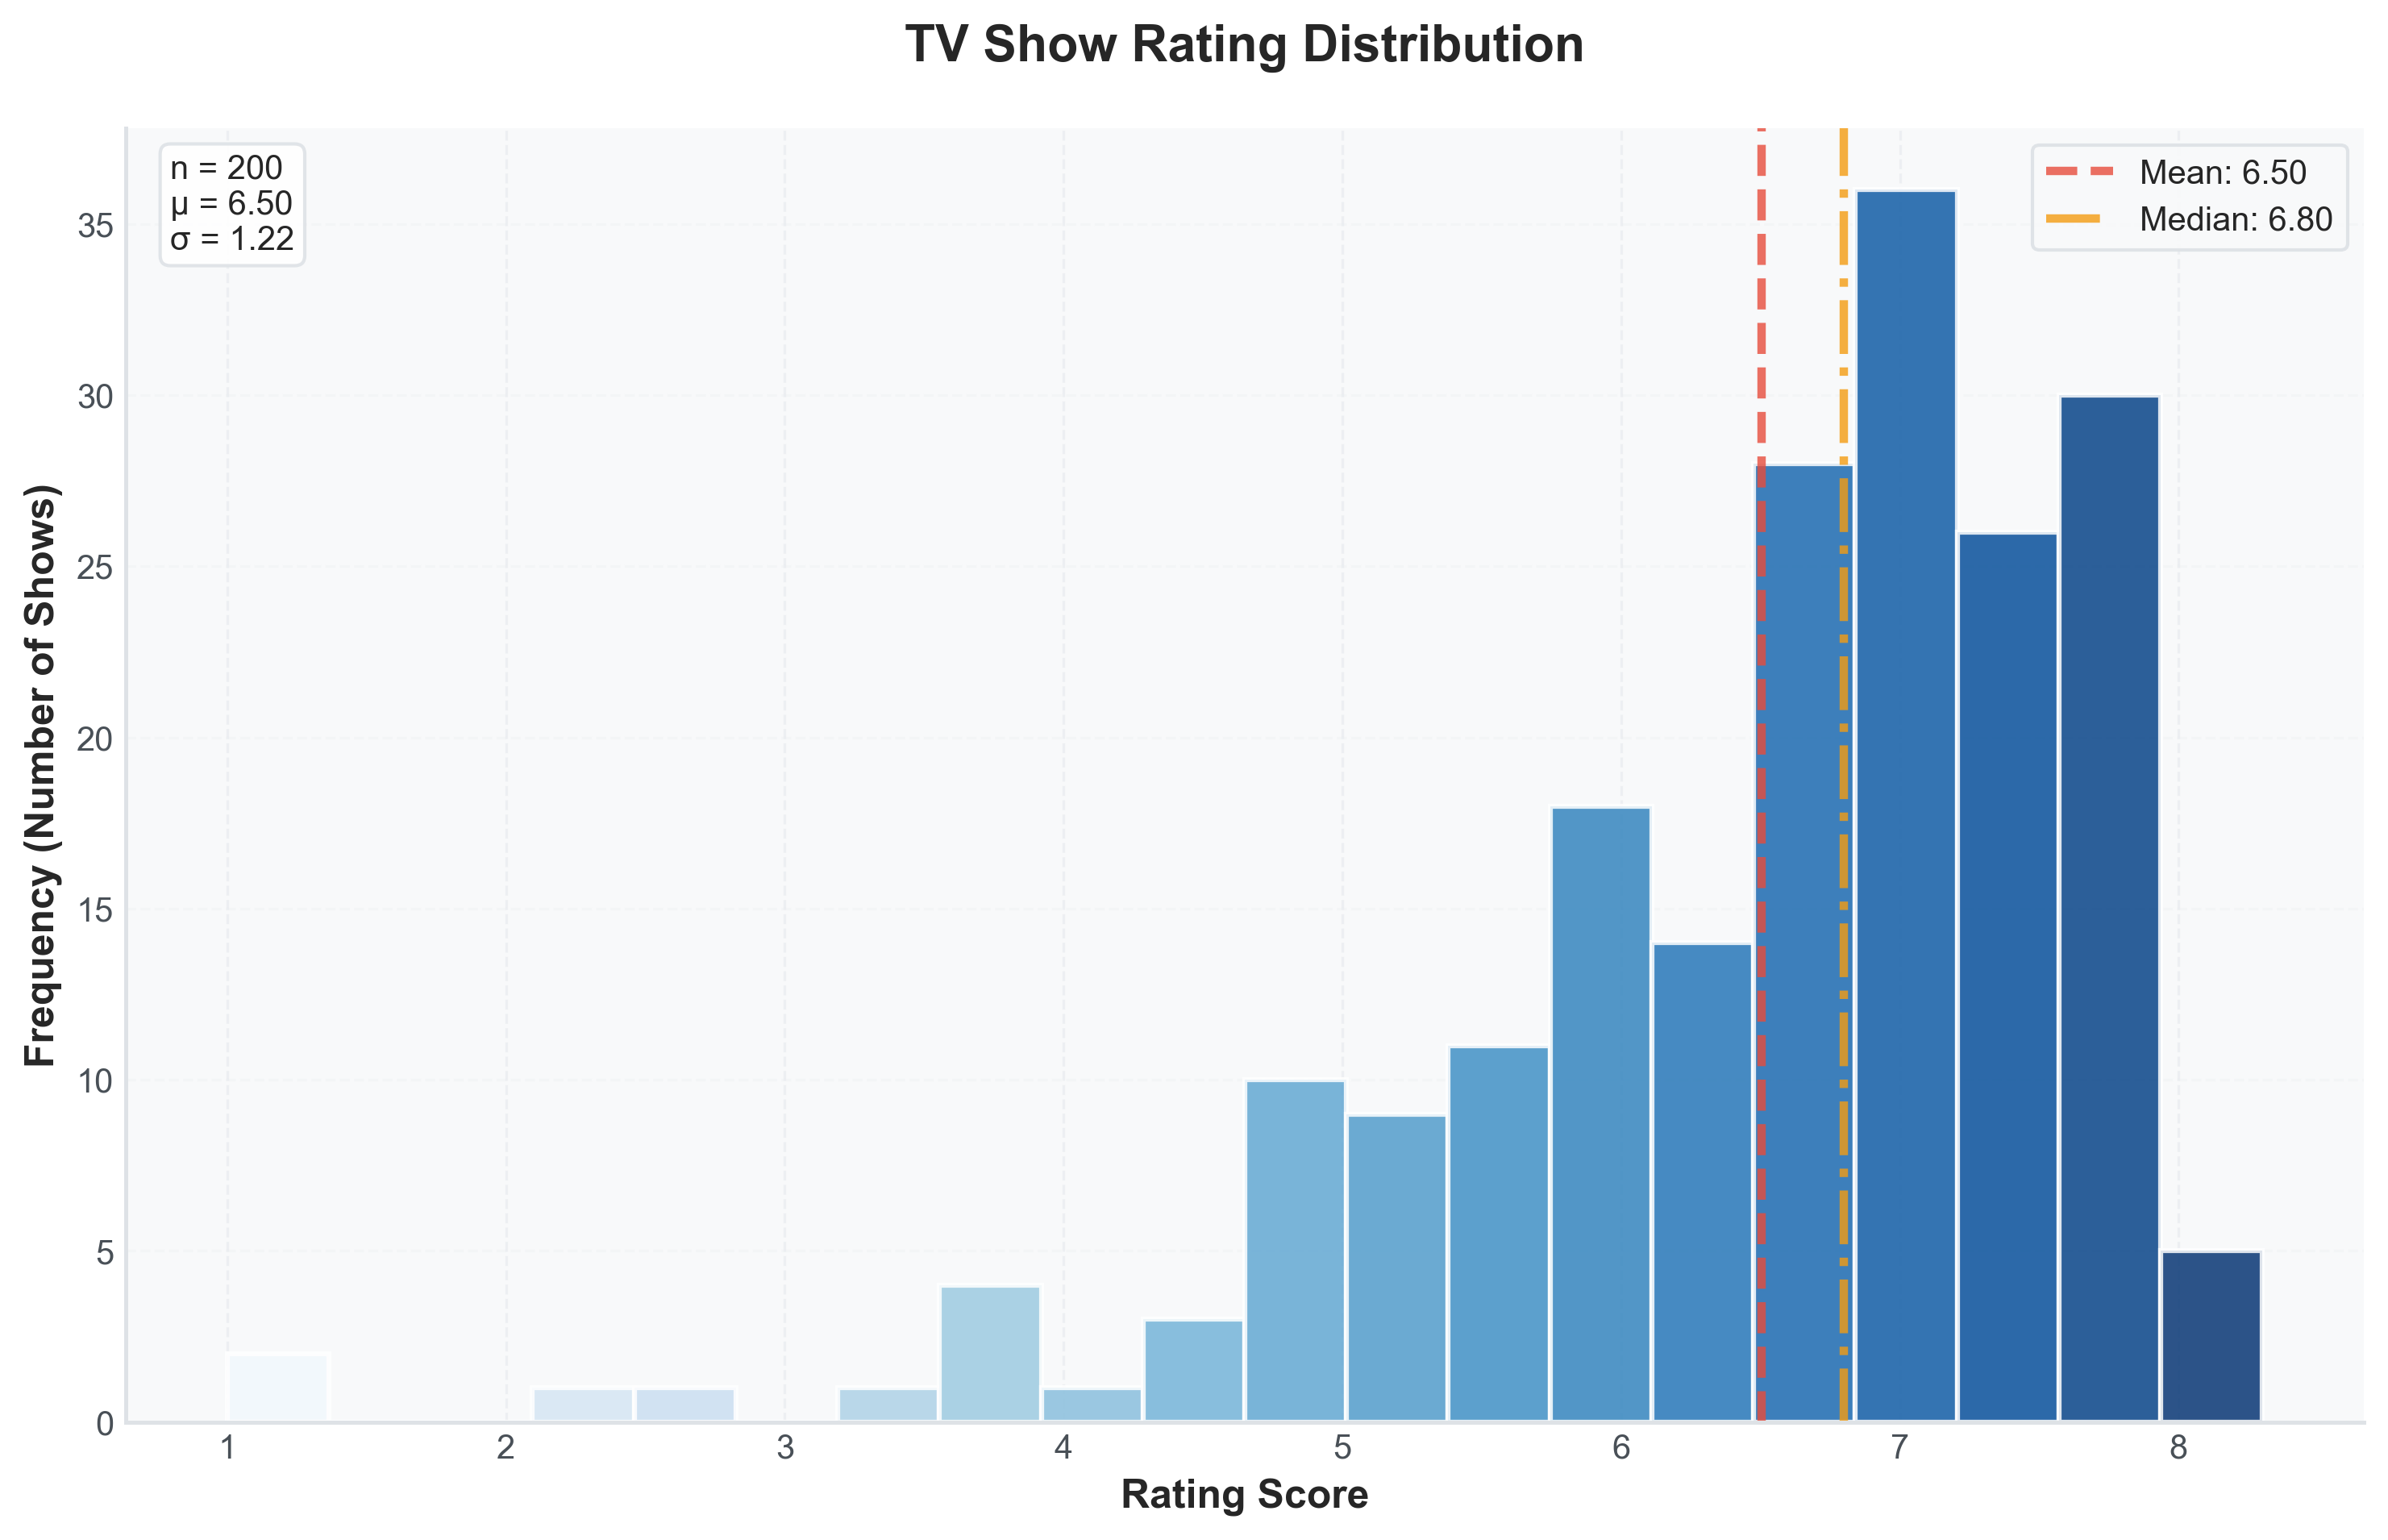 TV Show Rating Distribution
n = 200
μ = 6.50
σ = 1.22
Mean: 6.50
Median: 6.80
Frequency (Number of Shows)
35
30
25
20
15
10
5
0
1 2 3 4 5 6 7 8
Rating Score